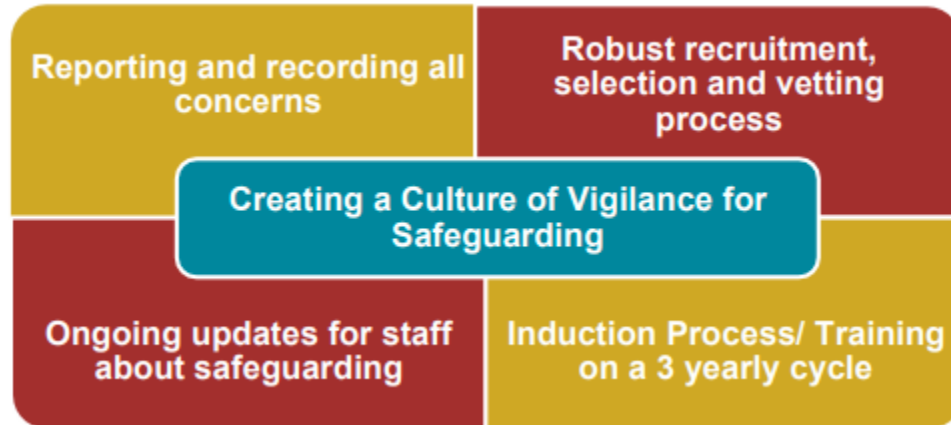 Reporting and recording all
concerns
Robust recruitment,
selection and vetting
process
Creating a Culture of Vigilance for
Safeguarding
Ongoing updates for staff
about safeguarding
Induction Process/ Training
on a 3 yearly cycle